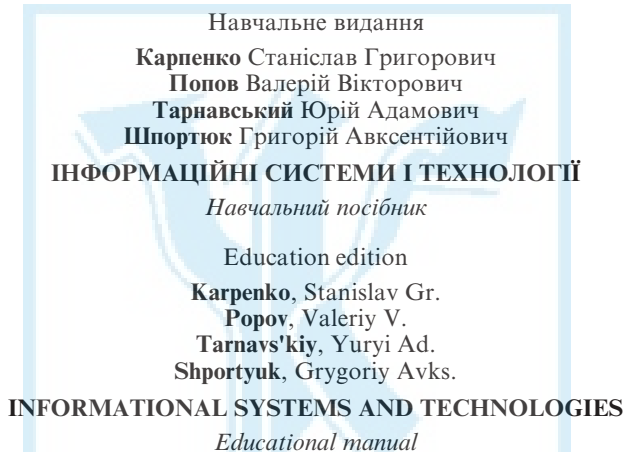 Навчальне видання
Карпенко Станіслав Григорович
Попов Валерій Вікторович
Тарнавський Юрій Адамович
Шпортюк Григорій Авксентійович
ІНФОРМАЦІЙНІ СИСТЕМИ І ТЕХНОЛОГІЇ
Навчальний посібник
Education edition
Karpenko, Stanislav Gr.
Popov, Valeriy V.
Tarnavs'kiy, Yuryi Ad.
Shportyuk, Grygoriy Avks.
INFORMATIONAL SYSTEMS AND TECHNOLOGIES
Educational manual